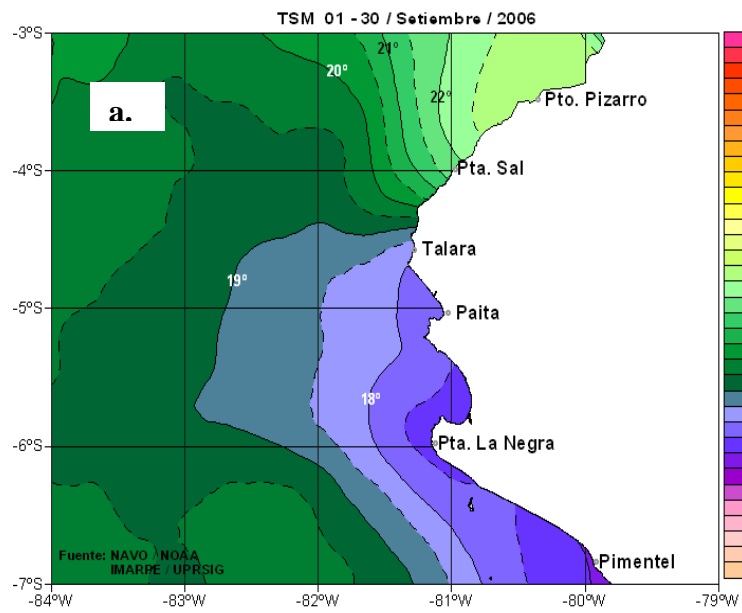 TSM 01 - 30 / Setiembre / 2006
-3°S
21°
20°
a.
22°
Pto. Pizarro
-4°S
Pta. Sal
Talara
19°
-5°S
Paita
18°
-6°S
Pta. La Negra
Fuente: NAVO / NOAA
IMARPE / UPRSIG
Pimentel
-7°S
-84°W -83°W -82°W -81°W -80°W -79°W